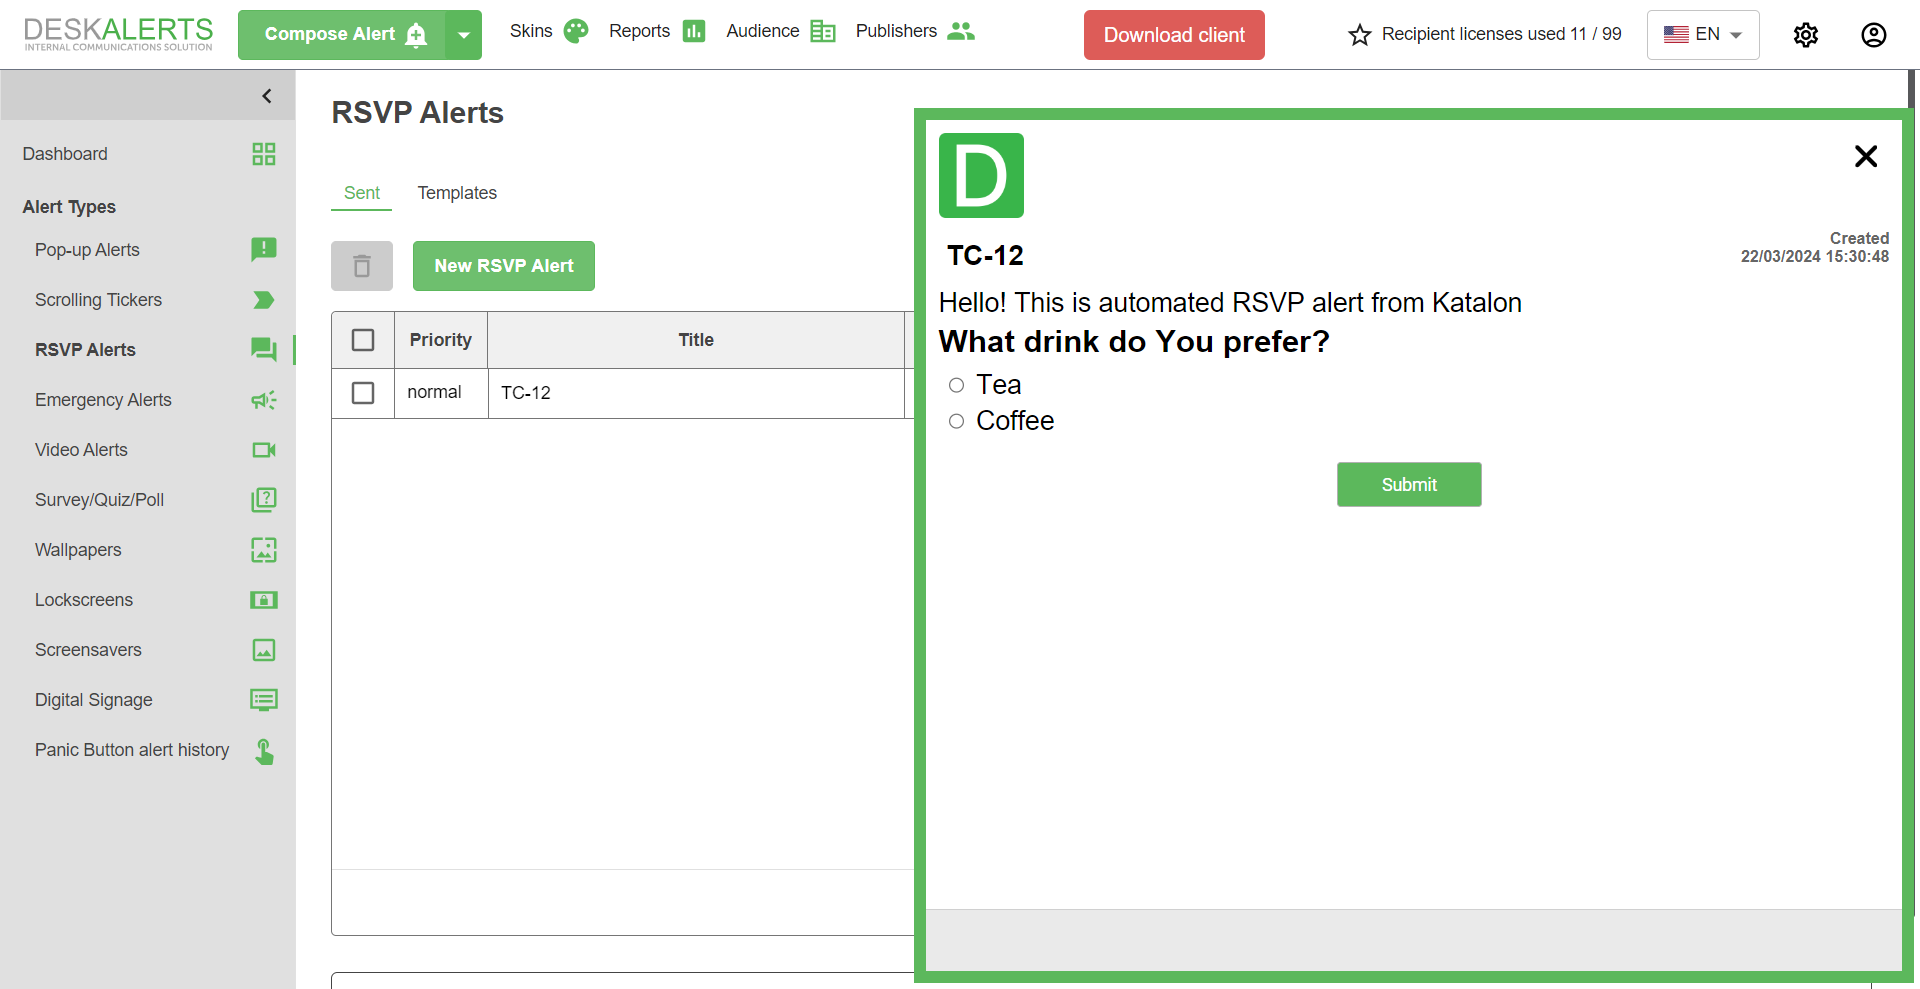 DESKALERTS
INTERNAL COMMUNICATIONS SOLUTION
Compose Alert
Skins
Reports
Audience
Publishers
Download client
Recipient licenses used 11 / 99
EN
Dashboard
Alert Types
Pop-up Alerts
Scrolling Tickers
RSVP Alerts
Emergency Alerts
Video Alerts
Survey/Quiz/Poll
Wallpapers
Lockscreens
Screensavers
Digital Signage
Panic Button alert history
RSVP Alerts
Sent
Templates
New RSVP Alert
Priority
Title
normal
TC-12
D
Created
22/03/2024 15:30:48
TC-12
Hello! This is automated RSVP alert from Katalon
What drink do You prefer?
Tea
Coffee
Submit